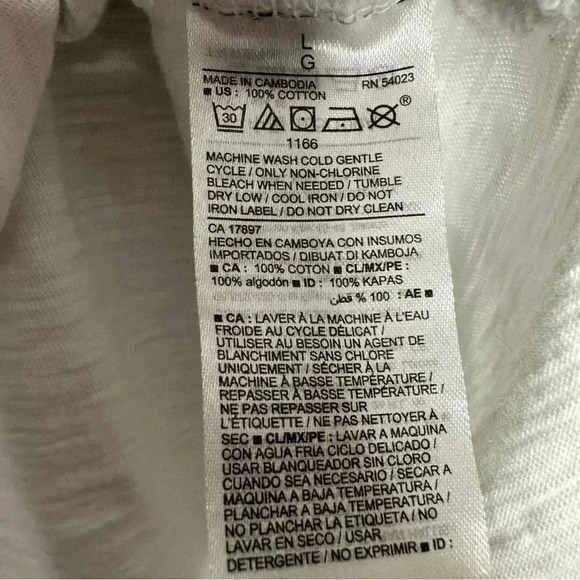 L
G
MADE IN CAMBODIA RN 54023
■ US : 100% COTTON
30 ®
1166
MACHINE WASH COLD GENTLE
CYCLE / ONLY NON-CHLORINE
BLEACH WHEN NEEDED / TUMBLE
DRY LOW / COOL IRON / DO NOT
IRON LABEL / DO NOT DRY CLEAN
CA 17897
HECHO EN CAMBOYA CON INSUMOS
IMPORTADOS / DIBUAT DI KAMBOJA
■ CA : 100% COTON ■ CL/MX/PE :
100% algodón ■ ID : 100% KAPAS
■ AE : 100 % قطن
■ CA : LAVER À LA MACHINE À L'EAU
FROIDE AU CYCLE DÉLICAT /
UTILISER AU BESOIN UN AGENT DE
BLANCHIMENT SANS CHLORE
UNIQUEMENT / SÉCHER À LA
MACHINE À BASSE TEMPÉRATURE /
REPASSER À BASSE TEMPÉRATURE /
NE PAS REPASSER SUR
L'ÉTIQUETTE / NE PAS NETTOYER À
SEC ■ CL/MX/PE : LAVAR A MAQUINA
CON AGUA FRIA CICLO DELICADO /
USAR BLANQUEADOR SIN CLORO
CUANDO SEA NECESARIO / SECAR A
MAQUINA A BAJA TEMPERATURA /
PLANCHAR A BAJA TEMPERATURA /
NO PLANCHAR LA ETIQUETA / NO
LAVAR EN SECO / USAR
DETERGENTE / NO EXPRIMIR ■ ID :